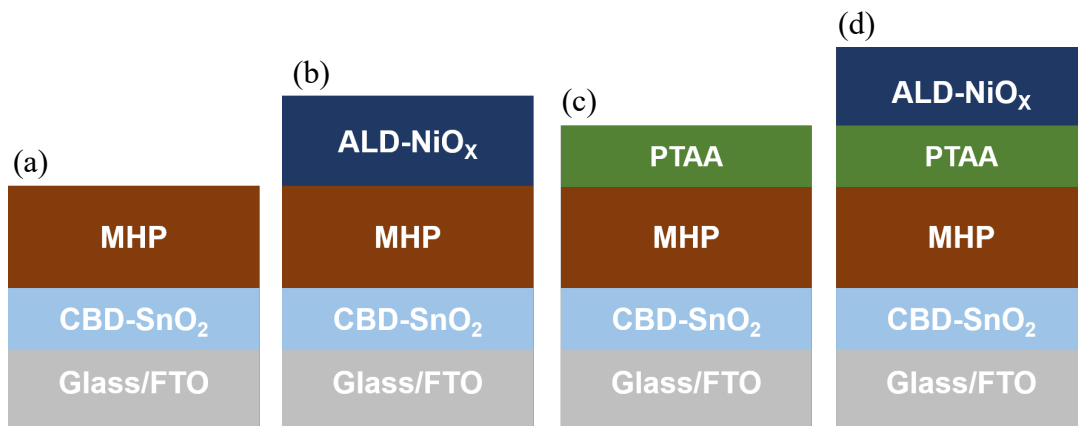 (a)
MHP
CBD-SnO₂
Glass/FTO
(b)
ALD-NiOₓ
MHP
CBD-SnO₂
Glass/FTO
(c)
PTAA
MHP
CBD-SnO₂
Glass/FTO
(d)
ALD-NiOₓ
PTAA
MHP
CBD-SnO₂
Glass/FTO